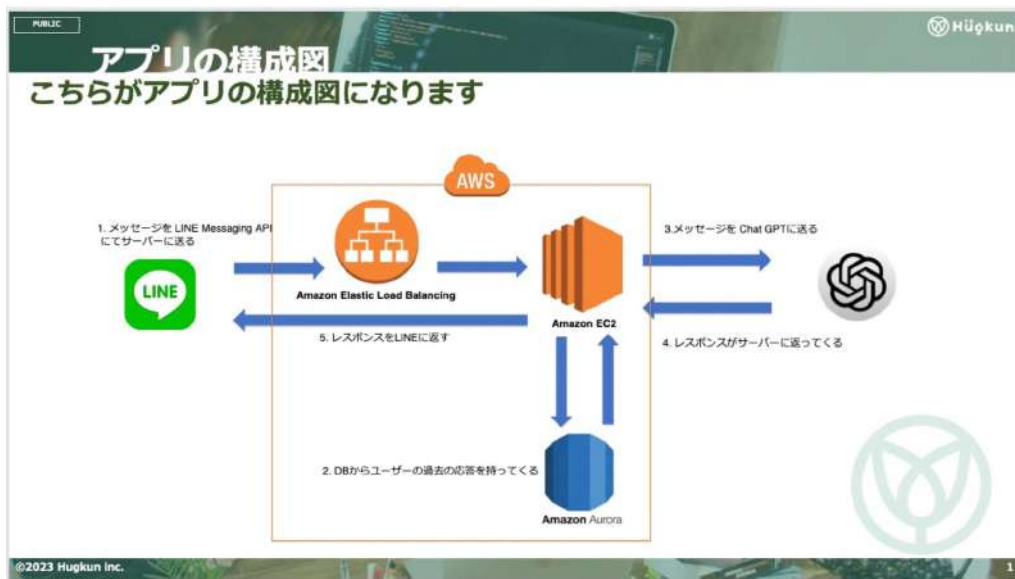 PUBLIC
Hügkun
アプリの構成図
こちらがアプリの構成図になります
AWS
1. メッセージを LINE Messaging API
にてサーバーに送る
3.メッセージを Chat GPTに送る
LINE
Amazon Elastic Load Balancing
Amazon EC2
5. レスポンスをLINEに返す
4. レスポンスがサーバーに返ってくる
2. DBからユーザーの過去の応答を持ってくる
Amazon Aurora
©2023 Hugkun inc.
1